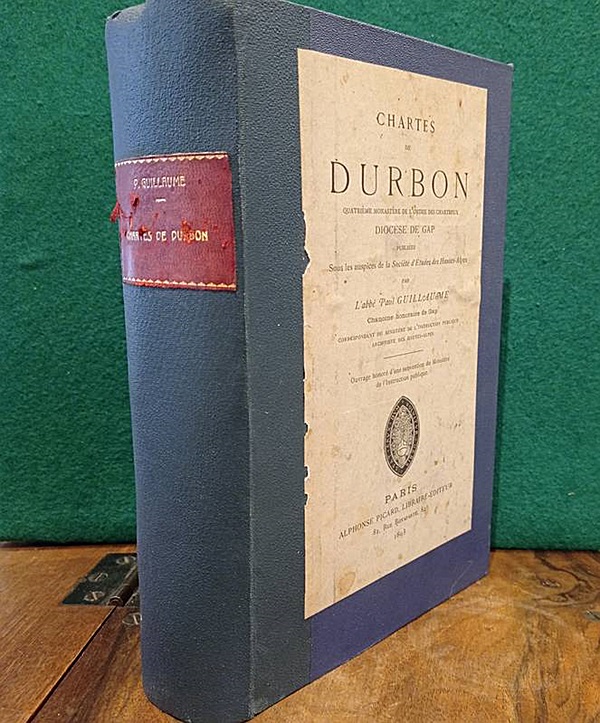 P. GUILLAUME
CHARTES DE DURBON
CHARTES
DE
DURBON
QUATRIÈME MONASTÈRE DE L'ORDRE DES CHARTREUX
DIOCÈSE DE GAP
PUBLIÉES
Sous les auspices de la Société d'Études des Hautes-Alpes
PAR
L'abbé Paul GUILLAUME
Chanoine honoraire de Gap
CORRESPONDANT DU MINISTÈRE DE L'INSTRUCTION PUBLIQUE
ARCHIVISTE DES HAUTES-ALPES
Ouvrage honoré d'une subvention du Ministère
de l'Instruction publique
PARIS
ALPHONSE PICARD, LIBRAIRE-ÉDITEUR
82, Rue Bonaparte, 82
1893